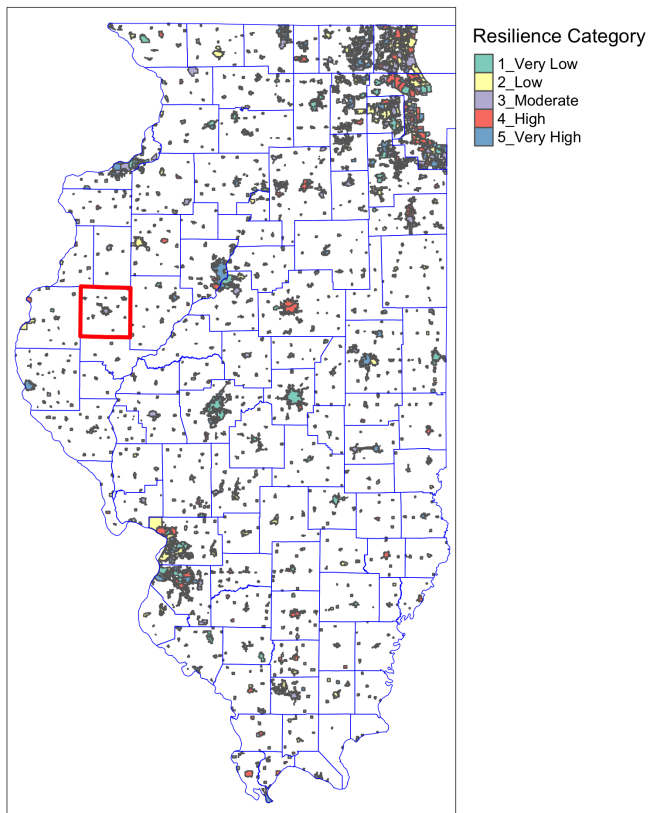 Resilience Category
1_Very Low
2_Low
3_Moderate
4_High
5_Very High